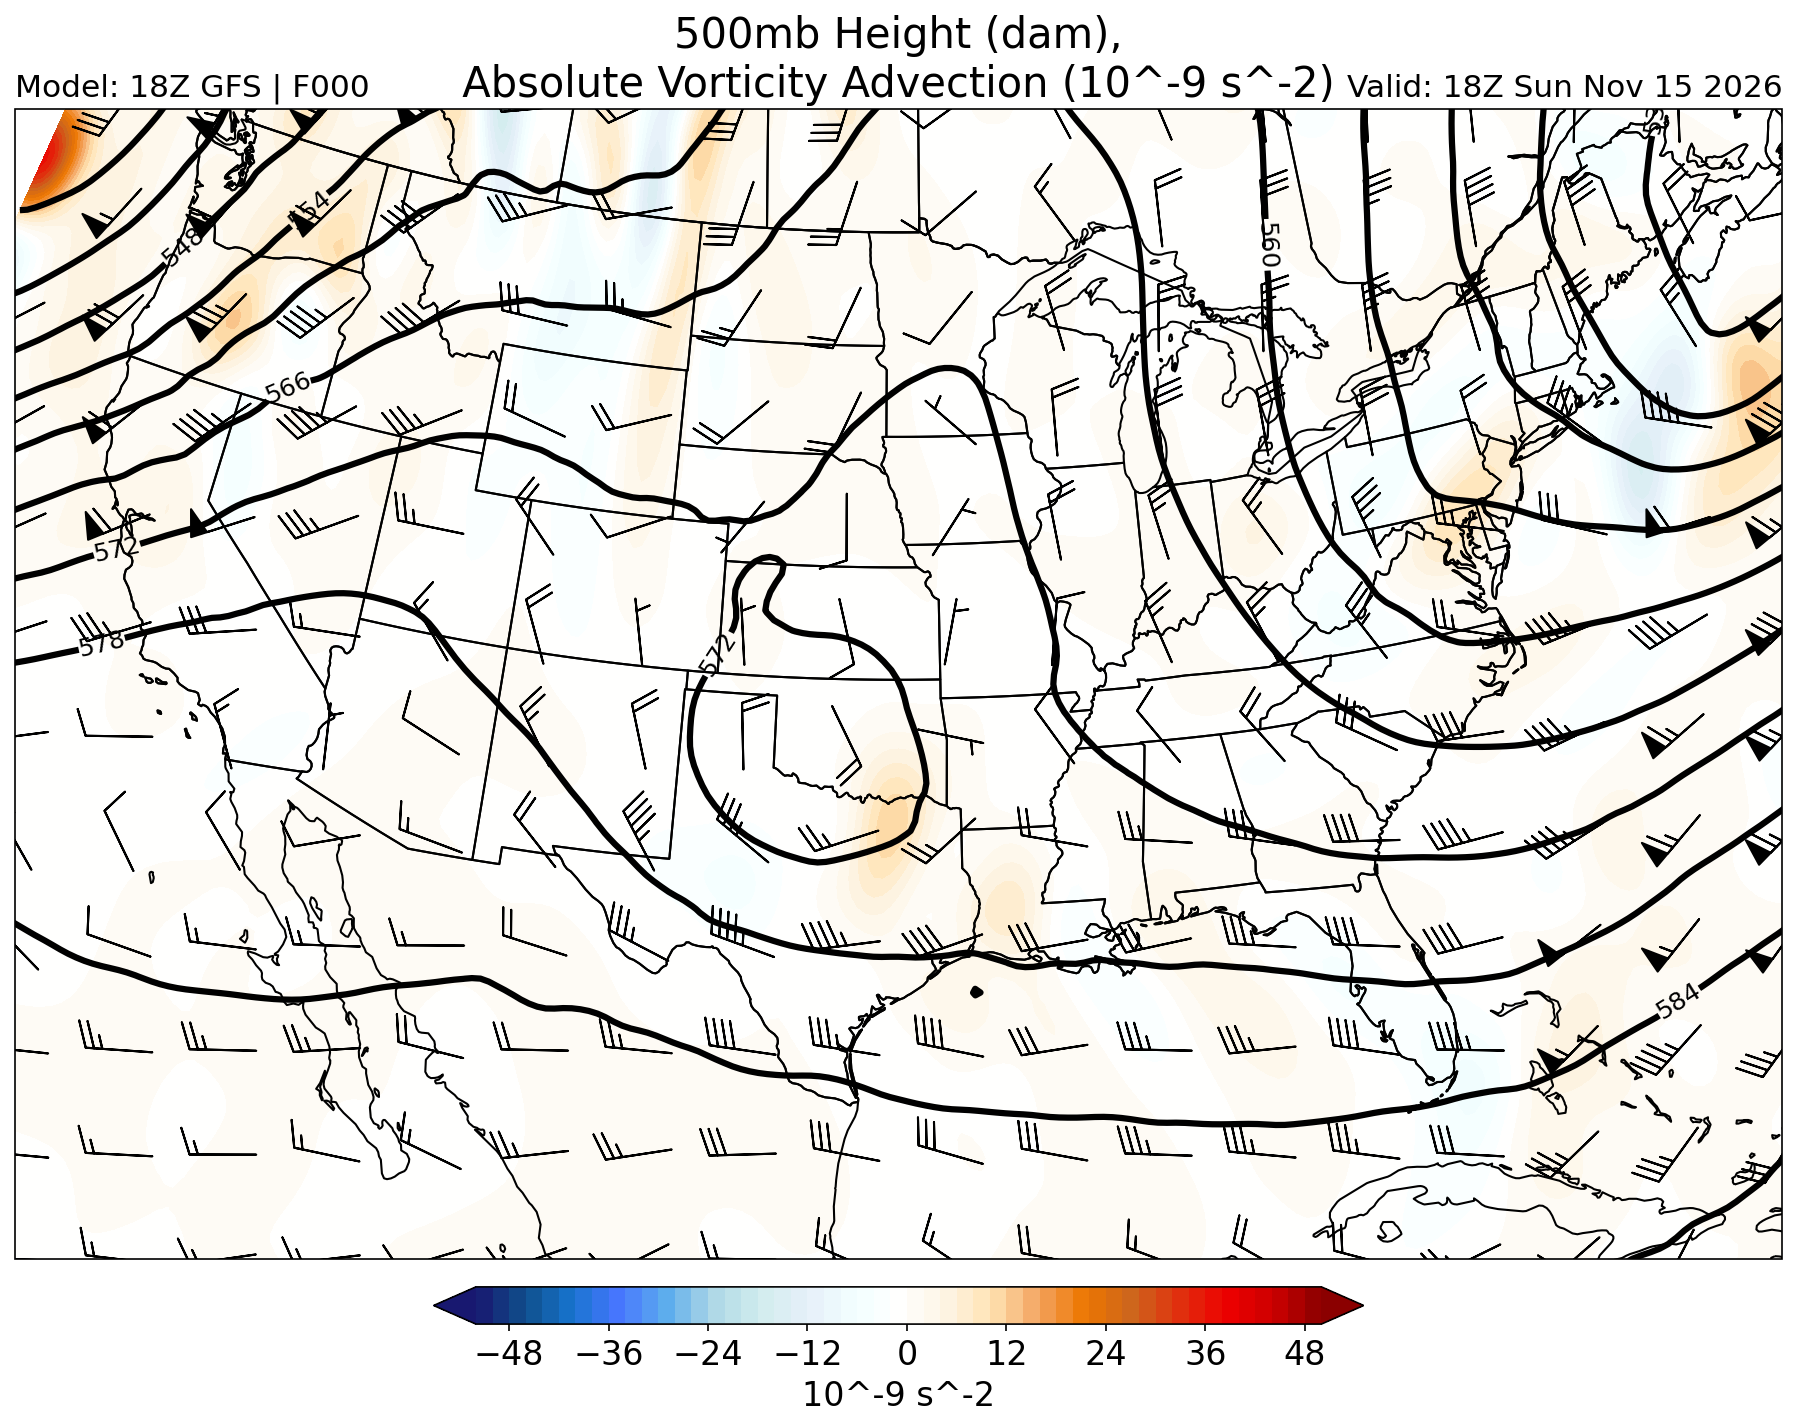 500mb Height (dam),
Model: 18Z GFS | F000
Absolute Vorticity Advection (10^-9 s^-2)
Valid: 18Z Sun Nov 15 2026
548
560
566
572
578
572
584
−48 −36 −24 −12 0 12 24 36 48
10^-9 s^-2